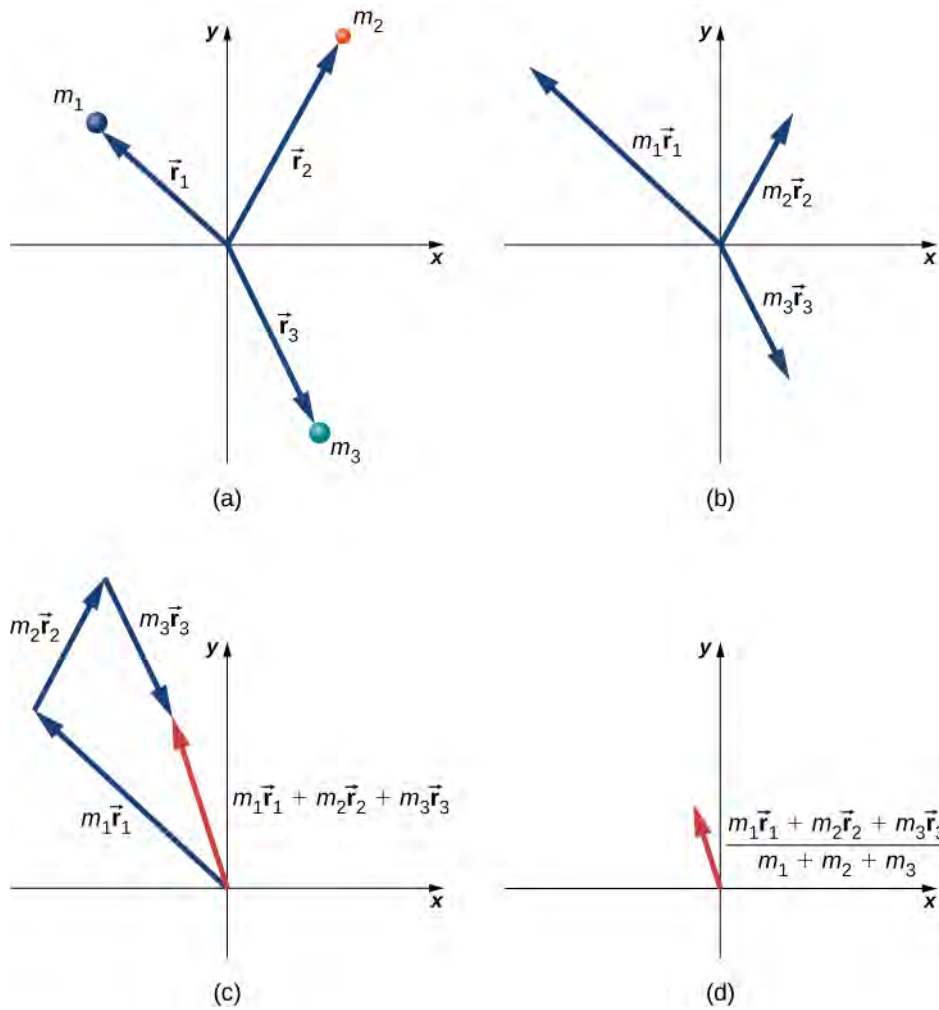 y
m₂
m₁
r⃗₁
r⃗₂
x
r⃗₃
m₃
(a)
y
m₁r⃗₁
m₂r⃗₂
x
m₃r⃗₃
(b)
m₂r⃗₂
m₃r⃗₃
y
m₁r⃗₁ + m₂r⃗₂ + m₃r⃗₃
m₁r⃗₁
x
(c)
y
m₁r⃗₁ + m₂r⃗₂ + m₃r⃗₃
m₁ + m₂ + m₃
x
(d)